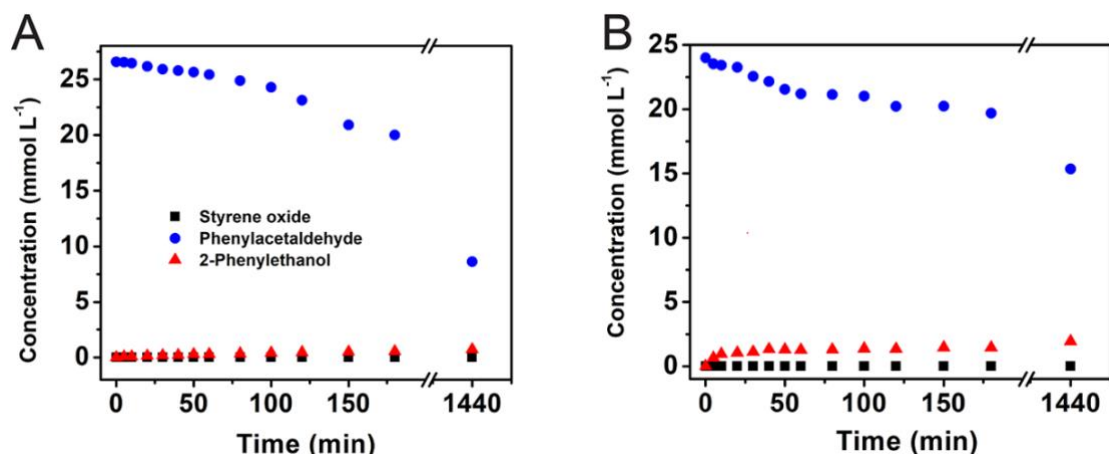 A
Concentration (mmol L-1)
25
20
15
10
5
0
Styrene oxide
Phenylacetaldehyde
2-Phenylethanol
0 50 100 150 1440
Time (min)
B
Concentration (mmol L-1)
25
20
15
10
5
0
0 50 100 150 1440
Time (min)